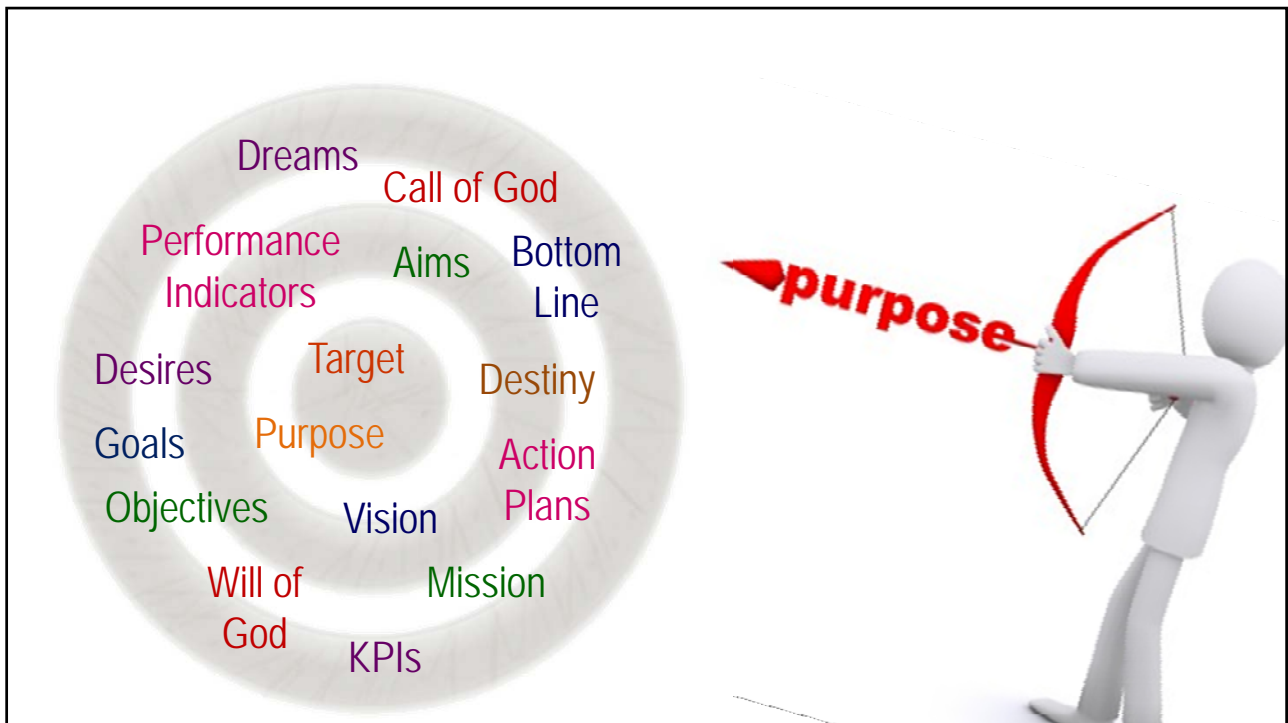 Dreams
Call of God
Performance
Indicators
Aims
Bottom
Line
Desires
Target
Destiny
Goals
Purpose
Action
Plans
Objectives
Vision
Will of
God
Mission
KPIs
purpose